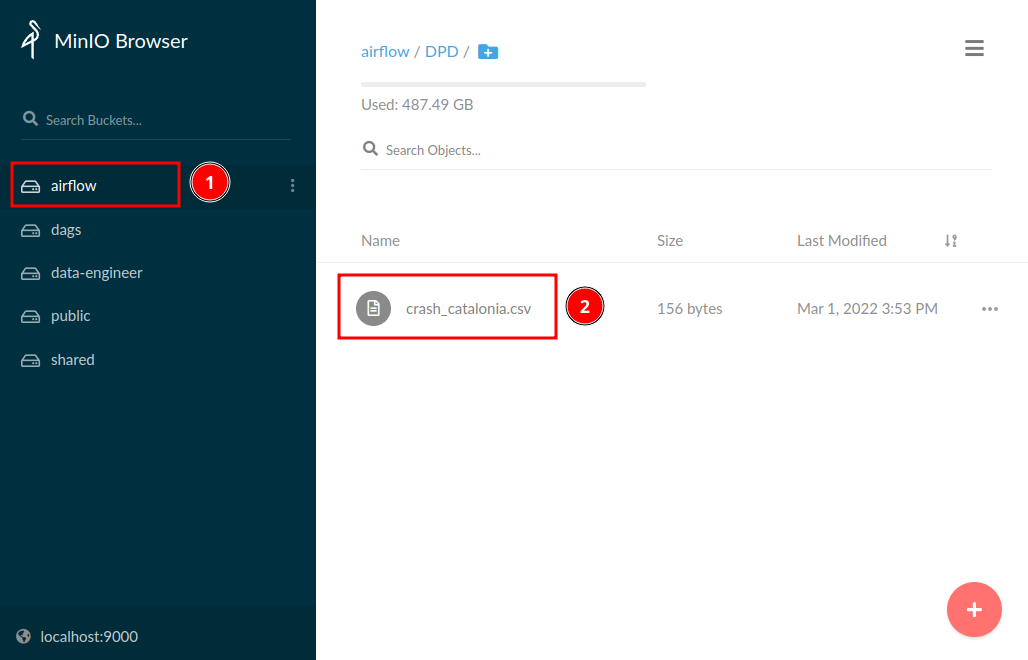 MinIO Browser
Search Buckets...
airflow
1
dags
data-engineer
public
shared
localhost:9000
airflow / DPD /
Used: 487.49 GB
Search Objects...
Name Size Last Modified
crash_catalonia.csv 2 156 bytes Mar 1, 2022 3:53 PM